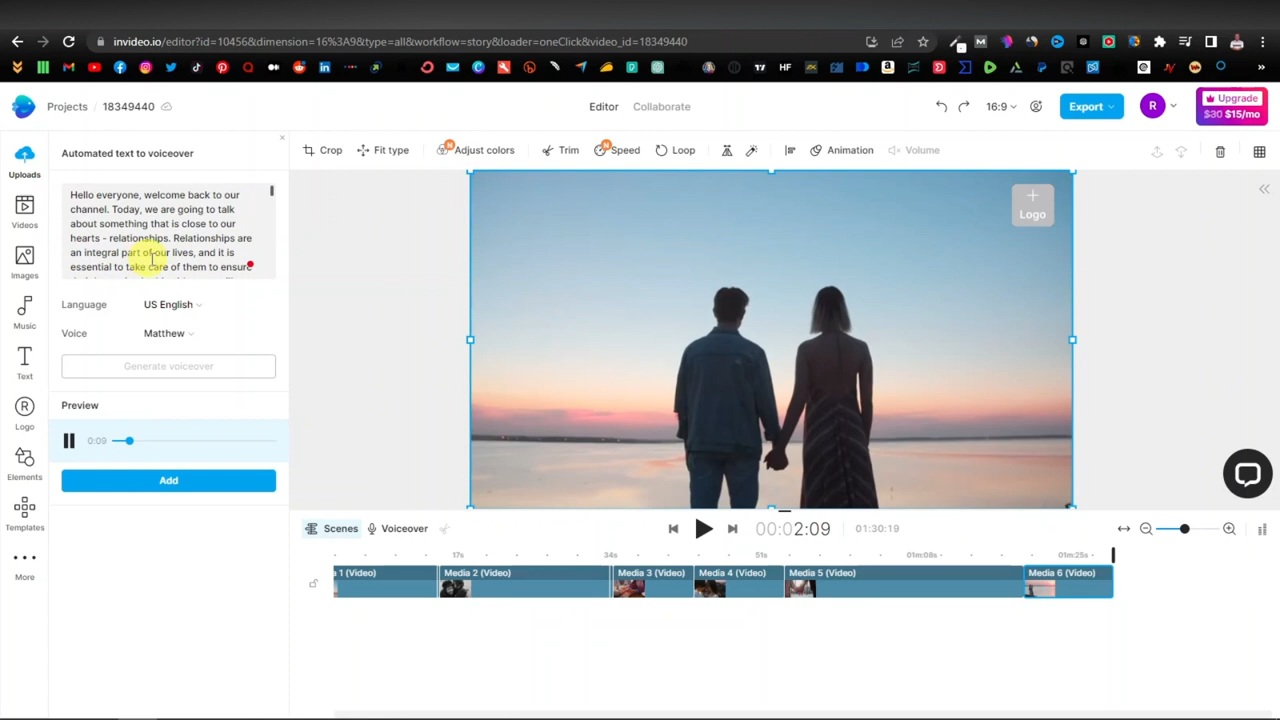 invideo.io/editor?id=10456&dimension=16%3A9&type=all&workflow=story&loader=oneClick&video_id=18349440
Projects / 18349440
Editor
Collaborate
16:9
Export
R
Upgrade
$30 $15/mo
Uploads
Videos
Images
Music
Text
Logo
Elements
Templates
More
Automated text to voiceover
Hello everyone, welcome back to our
channel. Today, we are going to talk
about something that is close to our
hearts - relationships. Relationships are
an integral part of our lives, and it is
essential to take care of them to ensure
Language US English
Voice Matthew
Generate voiceover
Preview
0:09
Add
Crop
Fit type
N
Adjust colors
Trim
N
Speed
Loop
Animation
Volume
+
Logo
Scenes
Voiceover
00:02:09
01:30:19
17s
34s
51s
01m:08s
01m:25s
a 1 (Video)
Media 2 (Video)
Media 3 (Video)
Media 4 (Video)
Media 5 (Video)
Media 6 (Video)